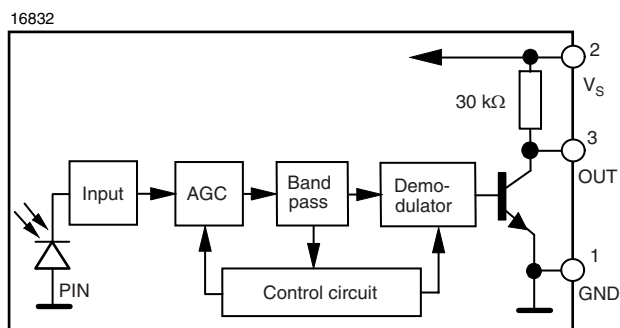 16832
2
V_S
30 kΩ
3
OUT
Input
AGC
Band
pass
Demo-
dulator
1
GND
PIN
Control circuit